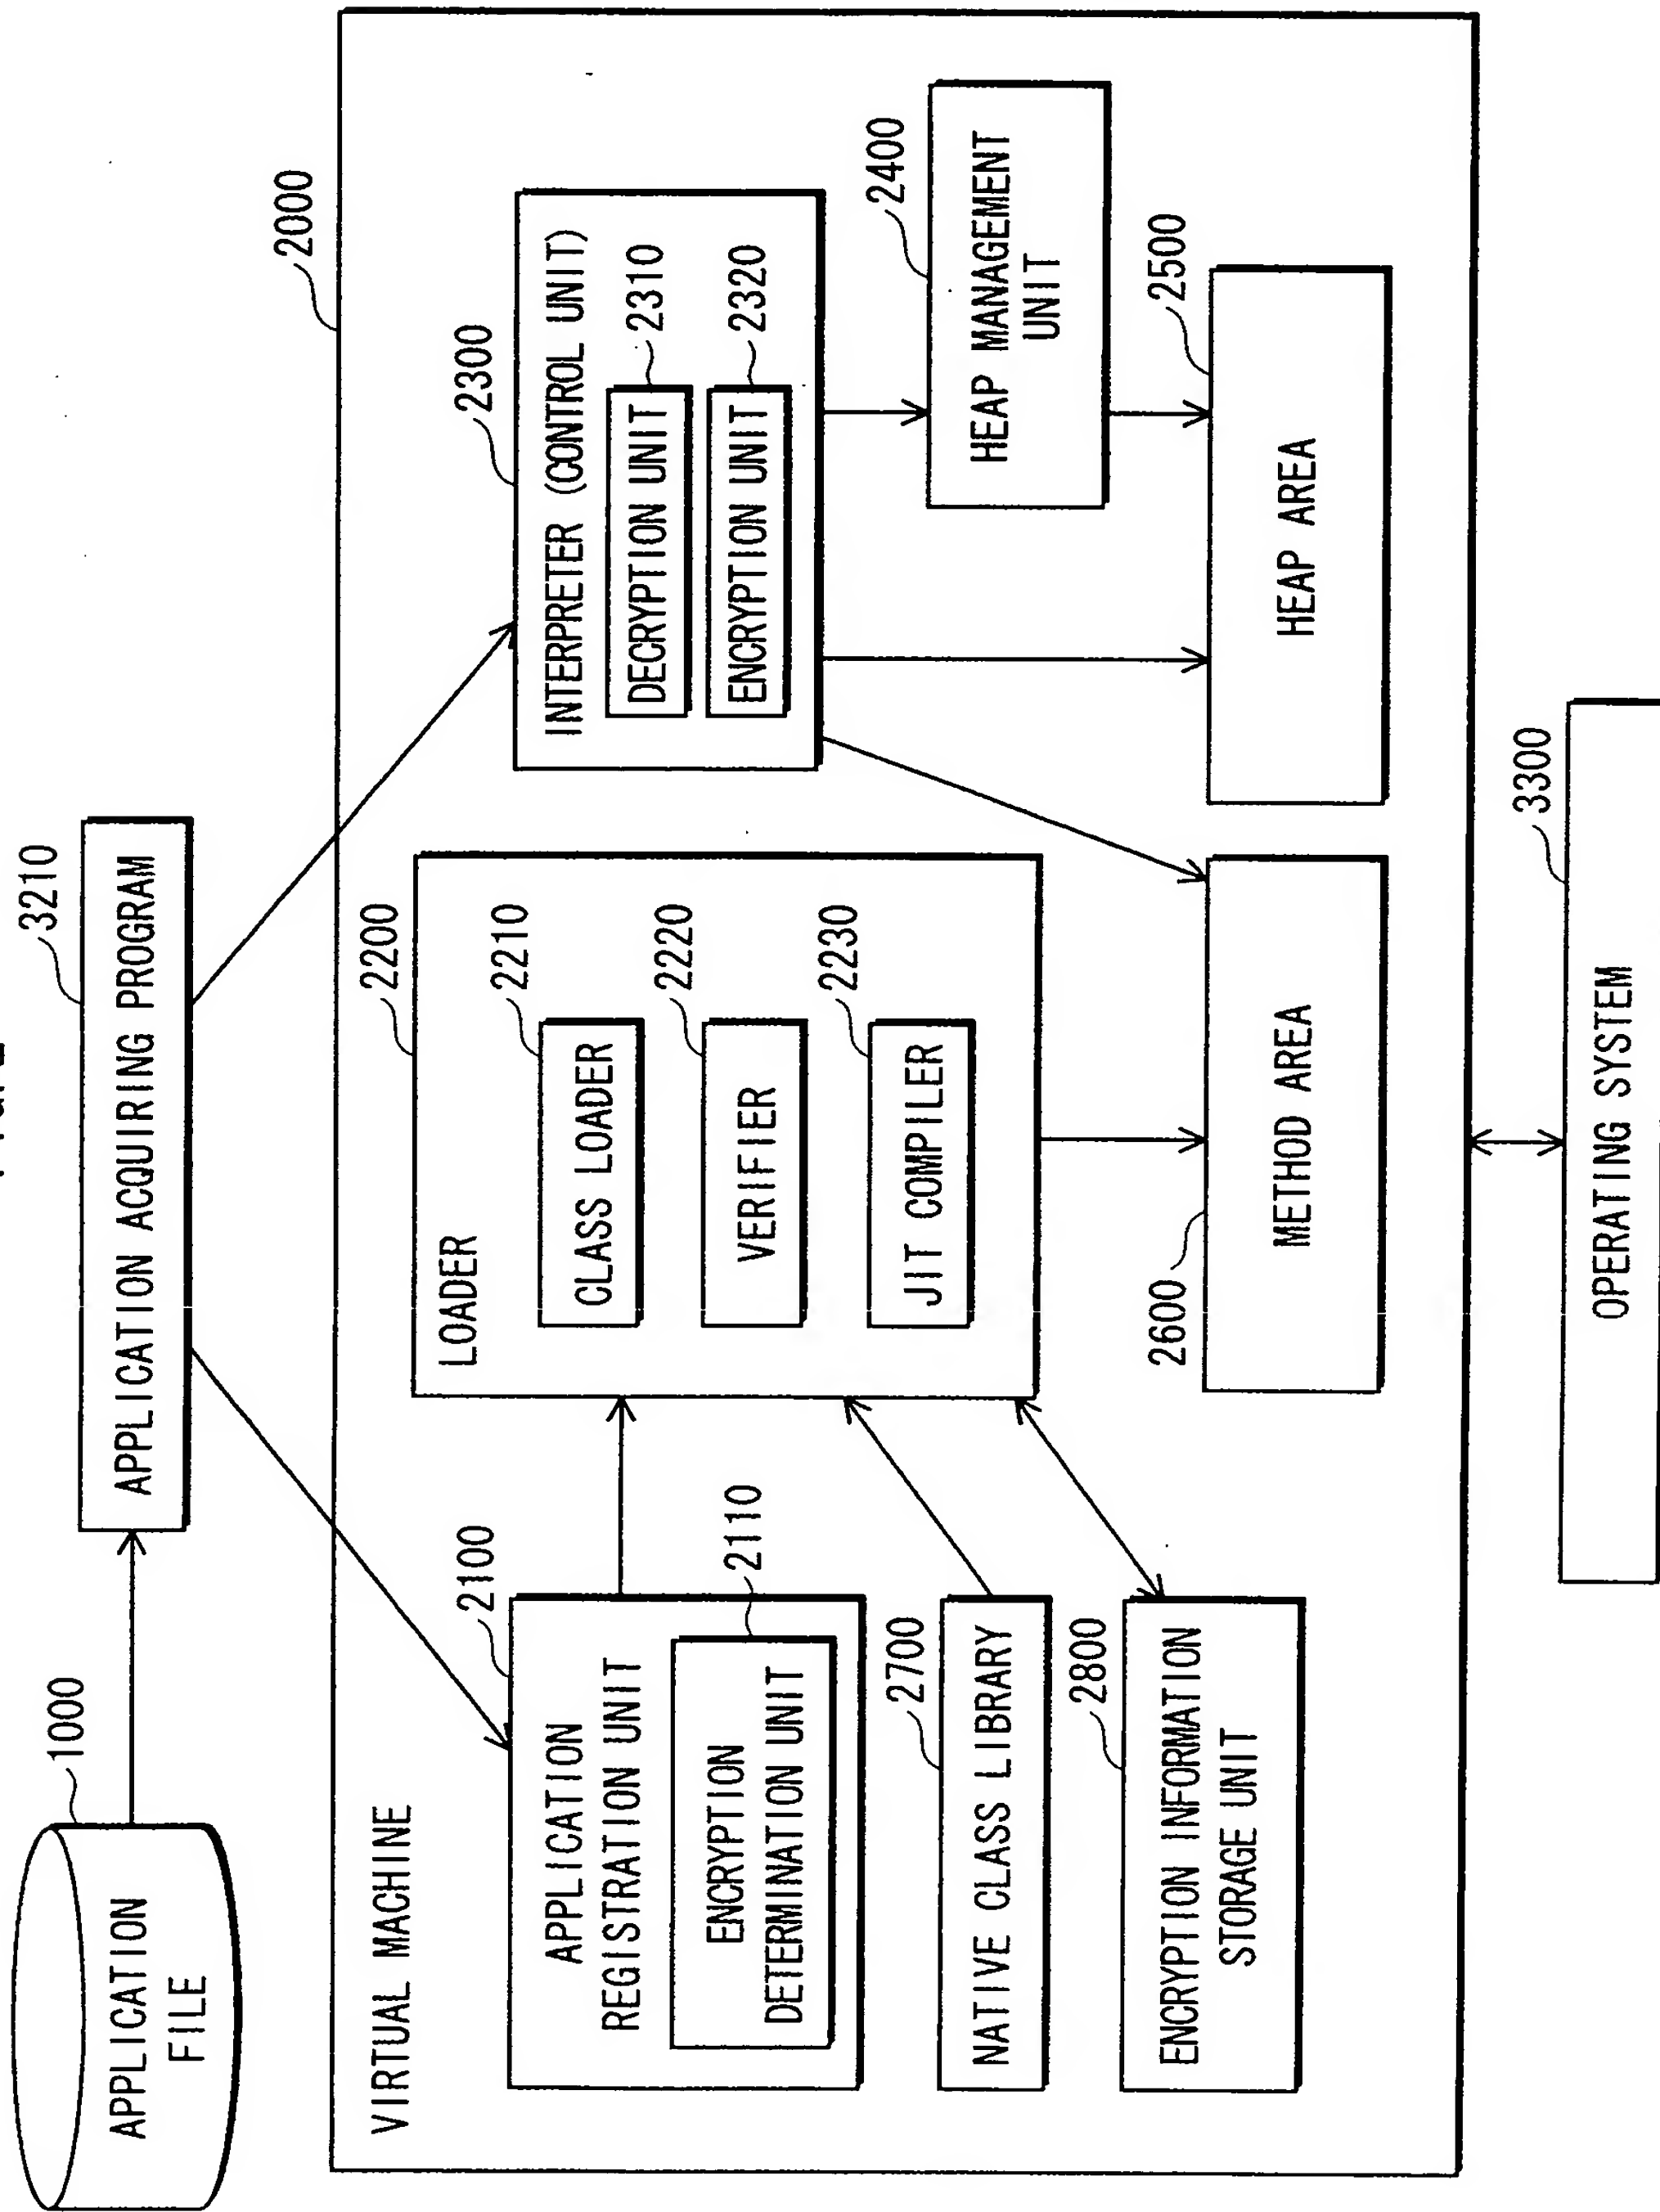 1000
APPLICATION
FILE
3210
APPLICATION ACQUIRING PROGRAM
2000
VIRTUAL MACHINE
2100
APPLICATION
REGISTRATION UNIT
2110
ENCRYPTION
DETERMINATION UNIT
2700
NATIVE CLASS LIBRARY
2800
ENCRYPTION INFORMATION
STORAGE UNIT
2200
LOADER
2210
CLASS LOADER
2220
VERIFIER
2230
JIT COMPILER
2600
METHOD AREA
2300
INTERPRETER (CONTROL UNIT)
2310
DECRYPTION UNIT
2320
ENCRYPTION UNIT
2400
HEAP MANAGEMENT
UNIT
2500
HEAP AREA
3300
OPERATING SYSTEM